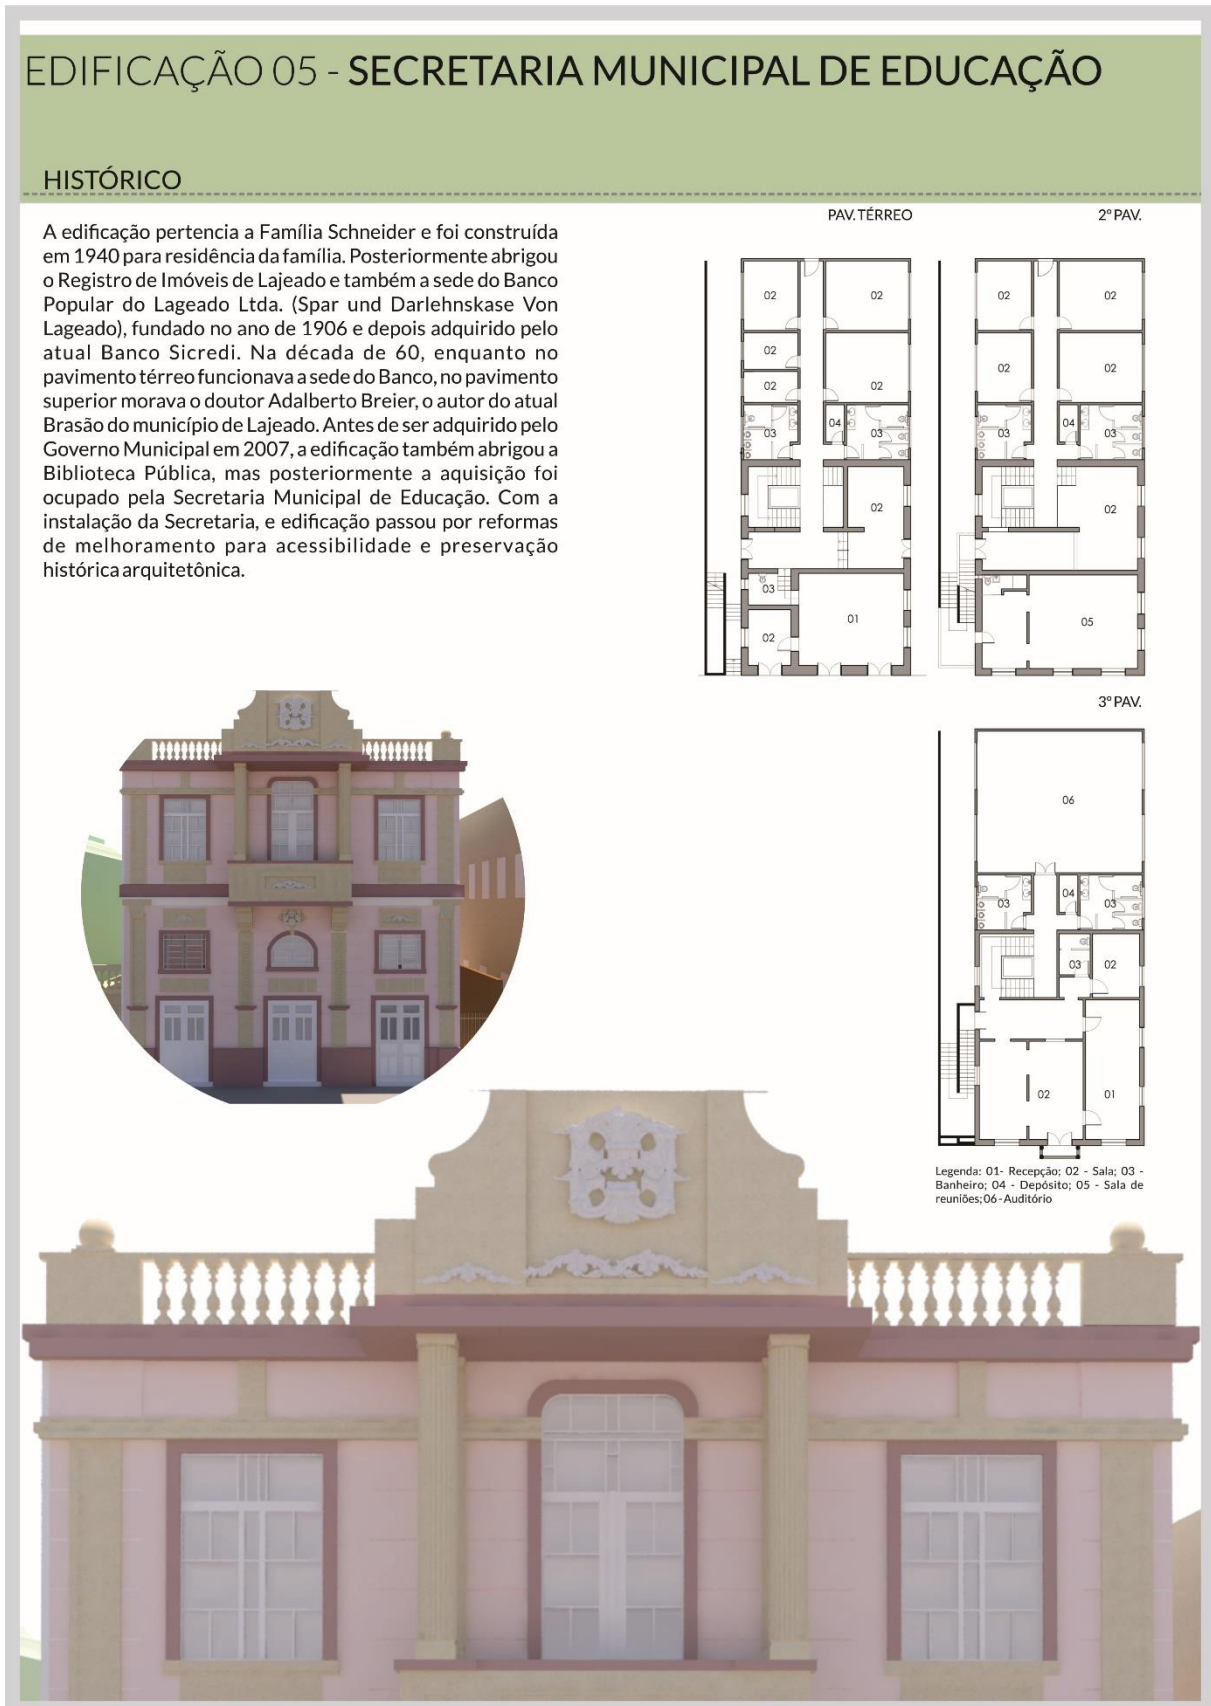 EDIFICAÇÃO 05 - SECRETARIA MUNICIPAL DE EDUCAÇÃO
HISTÓRICO
A edificação pertencia a Família Schneider e foi construída
em 1940 para residência da família. Posteriormente abrigou
o Registro de Imóveis de Lajeado e também a sede do Banco
Popular do Lageado Ltda. (Spar und Darlehnskase Von
Lageado), fundado no ano de 1906 e depois adquirido pelo
atual Banco Sicredi. Na década de 60, enquanto no
pavimento térreo funcionava a sede do Banco, no pavimento
superior morava o doutor Adalberto Breier, o autor do atual
Brasão do município de Lajeado. Antes de ser adquirido pelo
Governo Municipal em 2007, a edificação também abrigou a
Biblioteca Pública, mas posteriormente a aquisição foi
ocupado pela Secretaria Municipal de Educação. Com a
instalação da Secretaria, e edificação passou por reformas
de melhoramento para acessibilidade e preservação
histórica arquitetônica.
PAV. TÉRREO
02 02
02
02 02
03 04 03
02
03
01
02
2º PAV.
02 02
02 02
03 04 03
02
05
3º PAV.
06
03 04 03
03 02
02 01
Legenda: 01- Recepção; 02 - Sala; 03 -
Banheiro; 04 - Depósito; 05 - Sala de
reuniões; 06 - Auditório